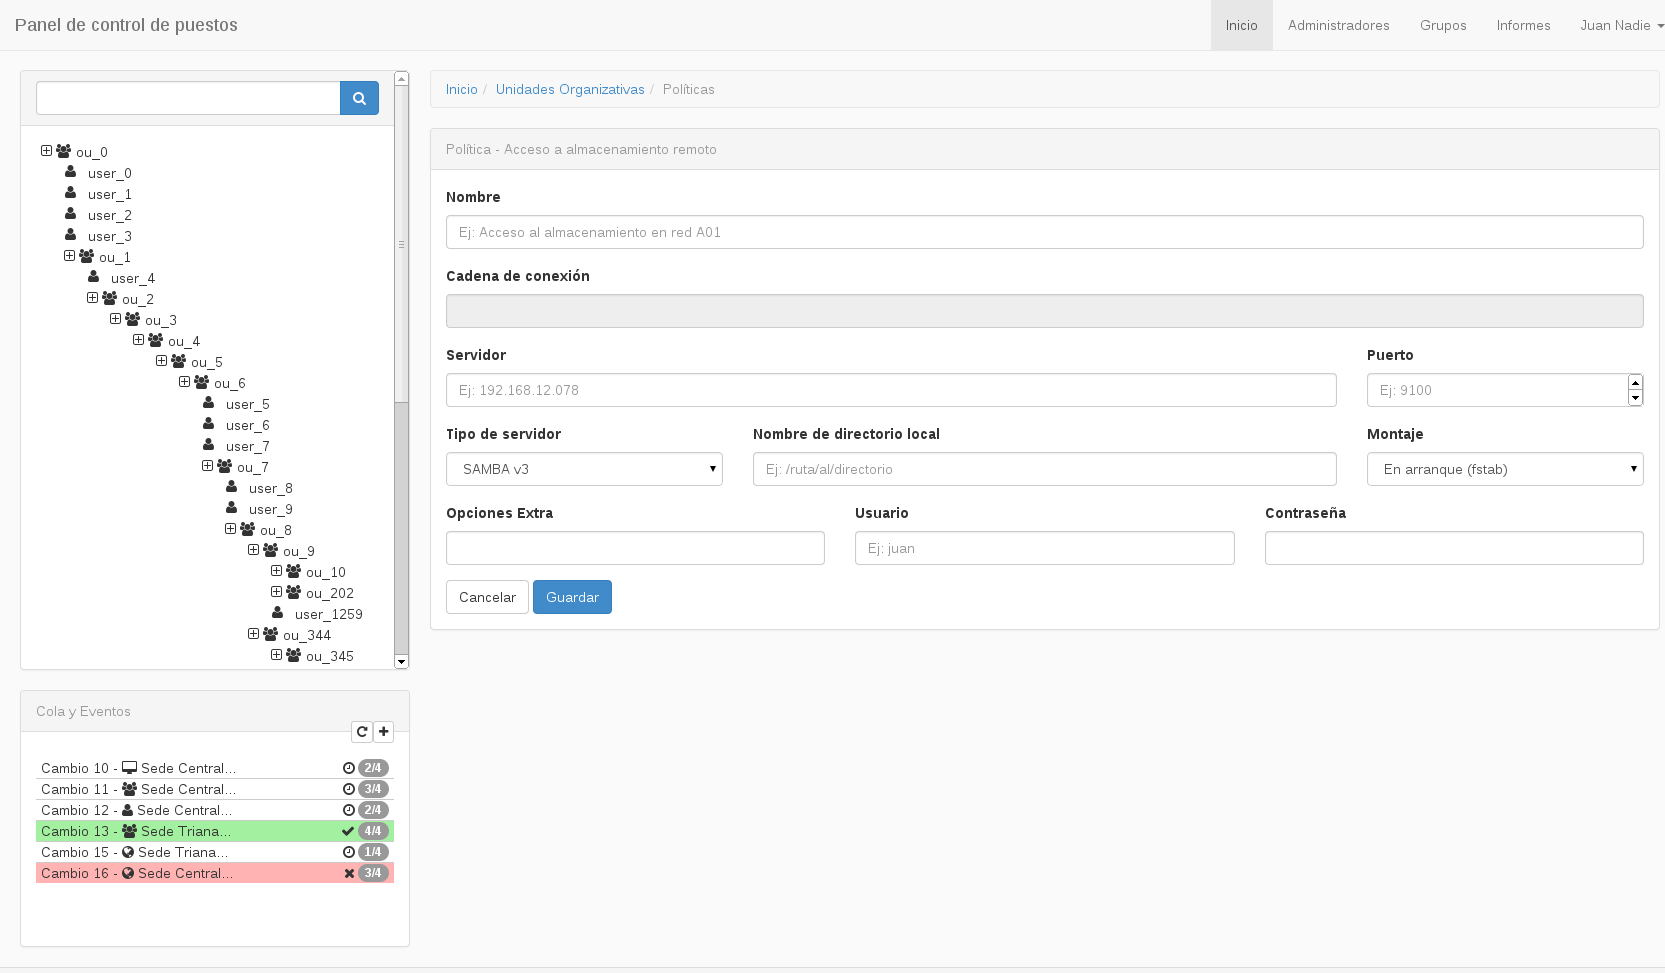 Panel de control de puestos
Inicio Administradores Grupos Informes Juan Nadie
Inicio / Unidades Organizativas / Políticas
ou_0
user_0
user_1
user_2
user_3
ou_1
user_4
ou_2
ou_3
ou_4
ou_5
ou_6
user_5
user_6
user_7
ou_7
user_8
user_9
ou_8
ou_9
ou_10
ou_202
user_1259
ou_344
ou_345
Política - Acceso a almacenamiento remoto
Nombre
Ej: Acceso al almacenamiento en red A01
Cadena de conexión
Servidor Puerto
Ej: 192.168.12.078 Ej: 9100
Tipo de servidor Nombre de directorio local Montaje
SAMBA v3 Ej: /ruta/al/directorio En arranque (fstab)
Opciones Extra Usuario Contraseña
Ej: juan
Cancelar Guardar
Cola y Eventos
Cambio 10 - Sede Central... 2/4
Cambio 11 - Sede Central... 3/4
Cambio 12 - Sede Central... 2/4
Cambio 13 - Sede Triana... 4/4
Cambio 15 - Sede Triana... 1/4
Cambio 16 - Sede Central... 3/4